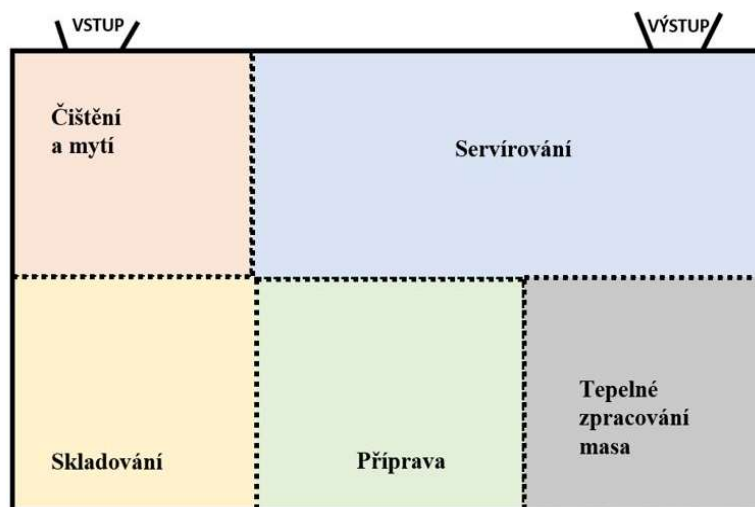 VSTUP
VÝSTUP
Čištění
a mytí
Servírování
Skladování
Příprava
Tepelné
zpracování
masa